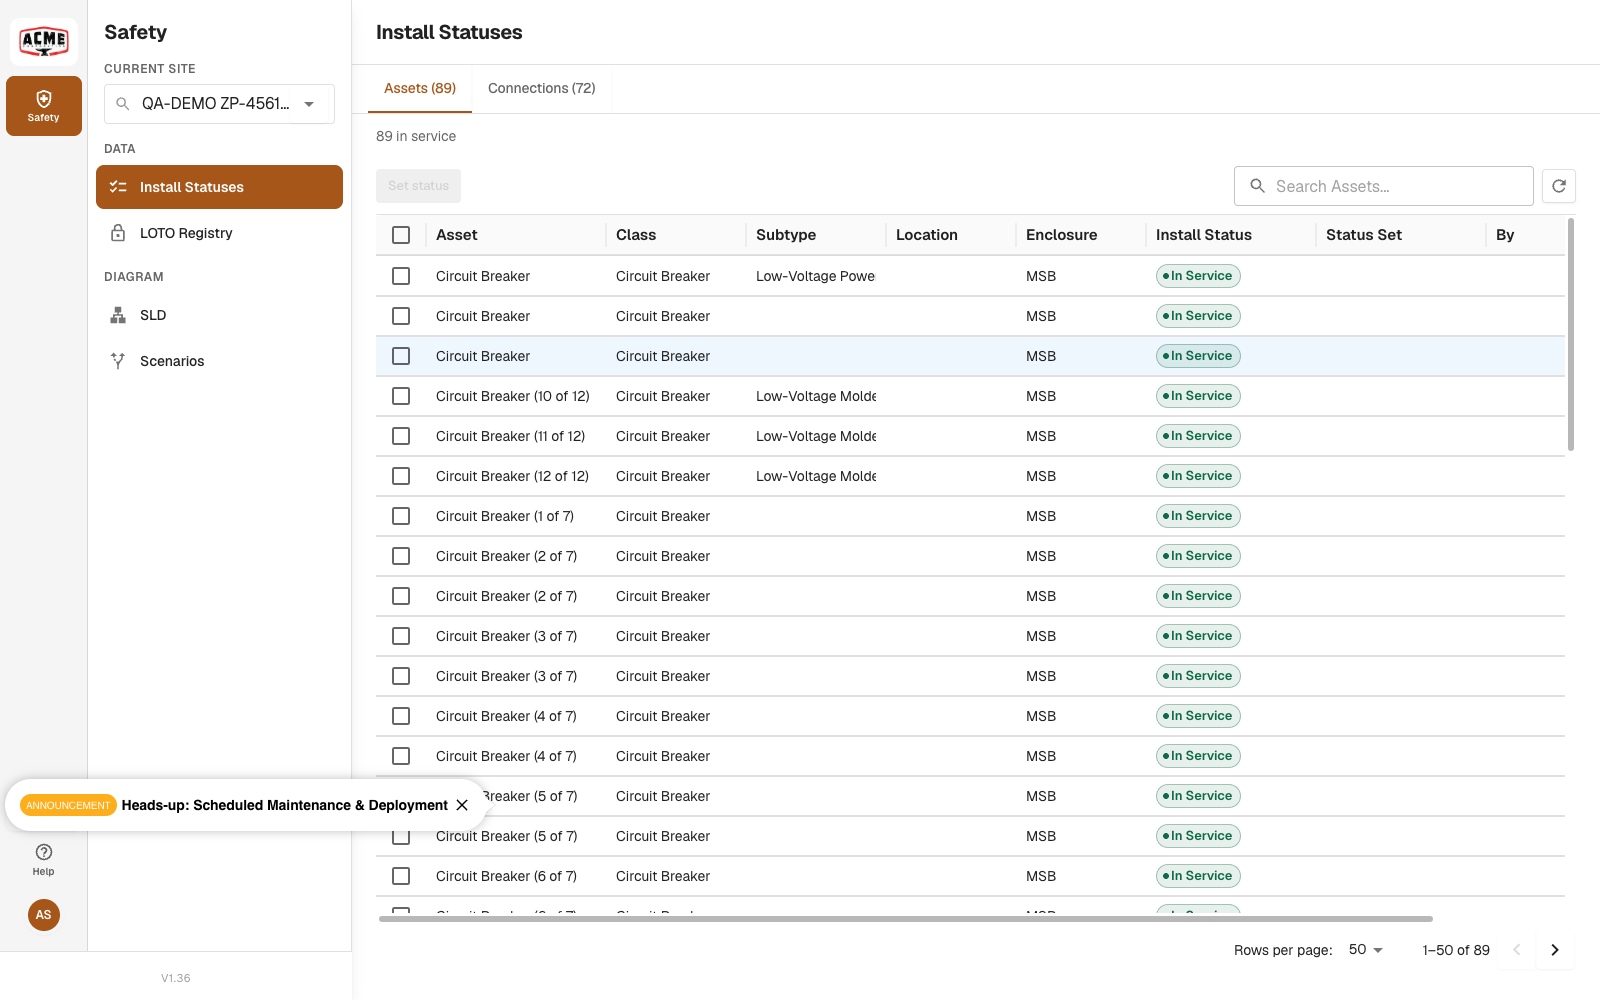 ACME
Safety
Safety
CURRENT SITE
QA-DEMO ZP-4561...
DATA
Install Statuses
LOTO Registry
DIAGRAM
SLD
Scenarios
ANNOUNCEMENT Heads-up: Scheduled Maintenance & Deployment
Help
AS
V1.36
Install Statuses
Assets (89) Connections (72)
89 in service
Set status
Search Assets...
Asset Class Subtype Location Enclosure Install Status Status Set By
Circuit Breaker Circuit Breaker Low-Voltage Powe MSB In Service
Circuit Breaker Circuit Breaker MSB In Service
Circuit Breaker Circuit Breaker MSB In Service
Circuit Breaker (10 of 12) Circuit Breaker Low-Voltage Molde MSB In Service
Circuit Breaker (11 of 12) Circuit Breaker Low-Voltage Molde MSB In Service
Circuit Breaker (12 of 12) Circuit Breaker Low-Voltage Molde MSB In Service
Circuit Breaker (1 of 7) Circuit Breaker MSB In Service
Circuit Breaker (2 of 7) Circuit Breaker MSB In Service
Circuit Breaker (2 of 7) Circuit Breaker MSB In Service
Circuit Breaker (3 of 7) Circuit Breaker MSB In Service
Circuit Breaker (3 of 7) Circuit Breaker MSB In Service
Circuit Breaker (4 of 7) Circuit Breaker MSB In Service
Circuit Breaker (4 of 7) Circuit Breaker MSB In Service
Breaker (5 of 7) Circuit Breaker MSB In Service
Circuit Breaker (5 of 7) Circuit Breaker MSB In Service
Circuit Breaker (6 of 7) Circuit Breaker MSB In Service
Rows per page: 50 1–50 of 89